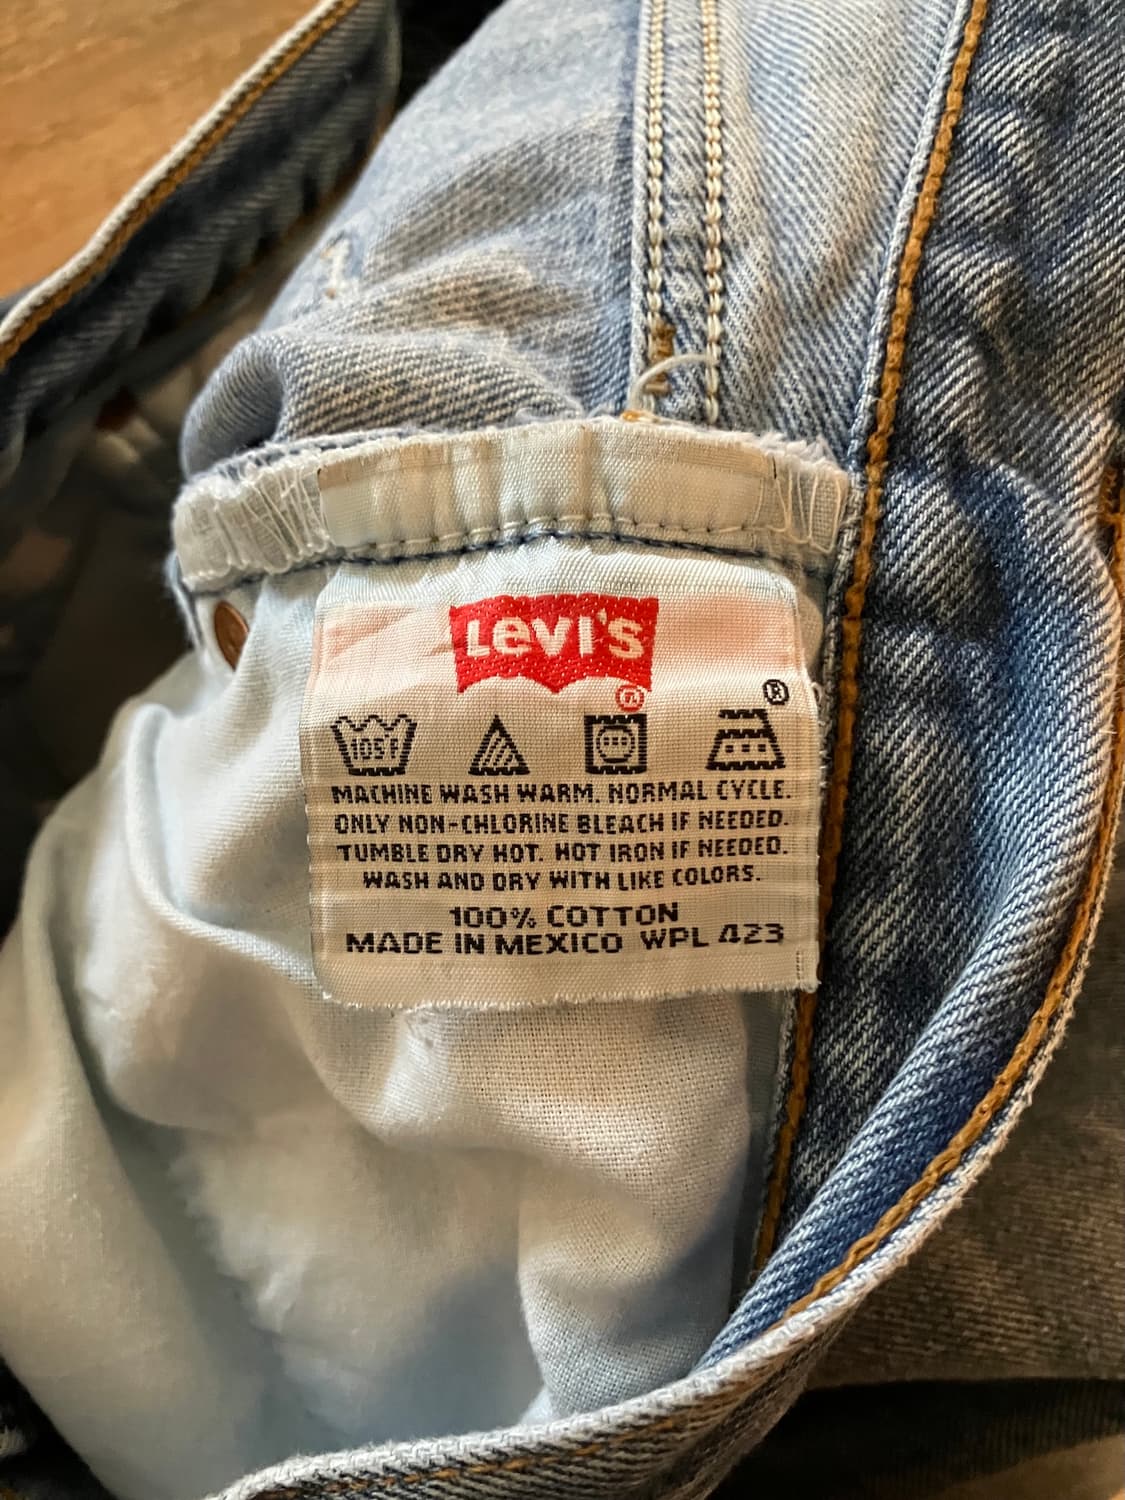 Levi's
®
®
105°F
MACHINE WASH WARM. NORMAL CYCLE.
ONLY NON-CHLORINE BLEACH IF NEEDED.
TUMBLE DRY HOT. HOT IRON IF NEEDED.
WASH AND DRY WITH LIKE COLORS.
100% COTTON
MADE IN MEXICO WPL 423